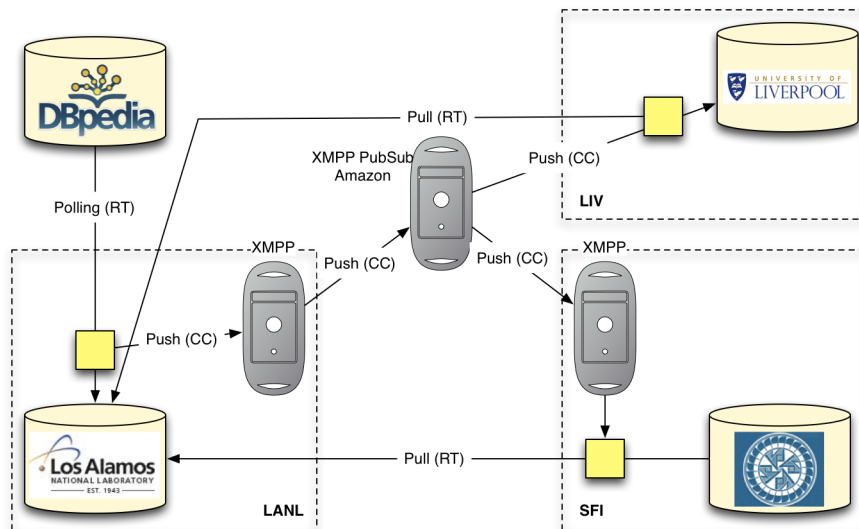 DBpedia
UNIVERSITY OF
LIVERPOOL
Pull (RT)
XMPP PubSub
Amazon
Push (CC)
LIV
Polling (RT)
XMPP
Push (CC)
Push (CC)
XMPP
Push (CC)
Los Alamos
NATIONAL LABORATORY
EST. 1943
Pull (RT)
LANL
SFI